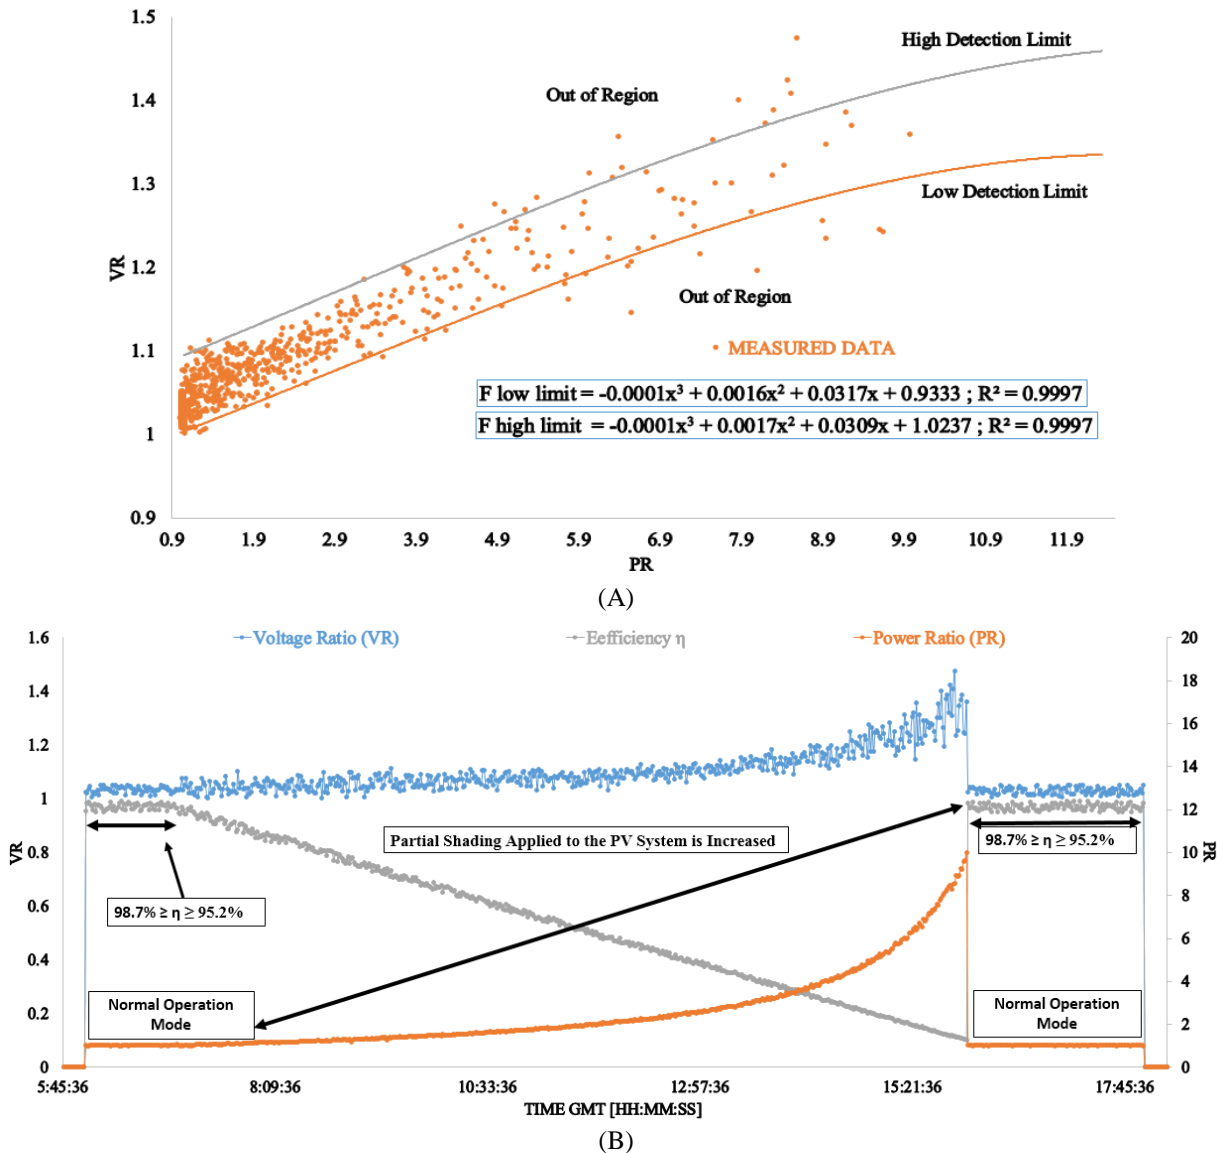 1.5
1.4
1.3
1.2
1.1
1
0.9
VR
High Detection Limit
Out of Region
Low Detection Limit
Out of Region
MEASURED DATA
F low limit = -0.0001x³ + 0.0016x² + 0.0317x + 0.9333 ; R² = 0.9997
F high limit = -0.0001x³ + 0.0017x² + 0.0309x + 1.0237 ; R² = 0.9997
0.9 1.9 2.9 3.9 4.9 5.9 6.9 7.9 8.9 9.9 10.9 11.9
PR
(A)
Voltage Ratio (VR) Eefficiency η Power Ratio (PR)
1.6
1.4
1.2
1
0.8
0.6
0.4
0.2
0
VR
20
18
16
14
12
10
8
6
4
2
0
PR
Partial Shading Applied to the PV System is Increased
98.7% ≥ η ≥ 95.2%
98.7% ≥ η ≥ 95.2%
Normal Operation
Mode
Normal Operation
Mode
5:45:36 8:09:36 10:33:36 12:57:36 15:21:36 17:45:36
TIME GMT [HH:MM:SS]
(B)